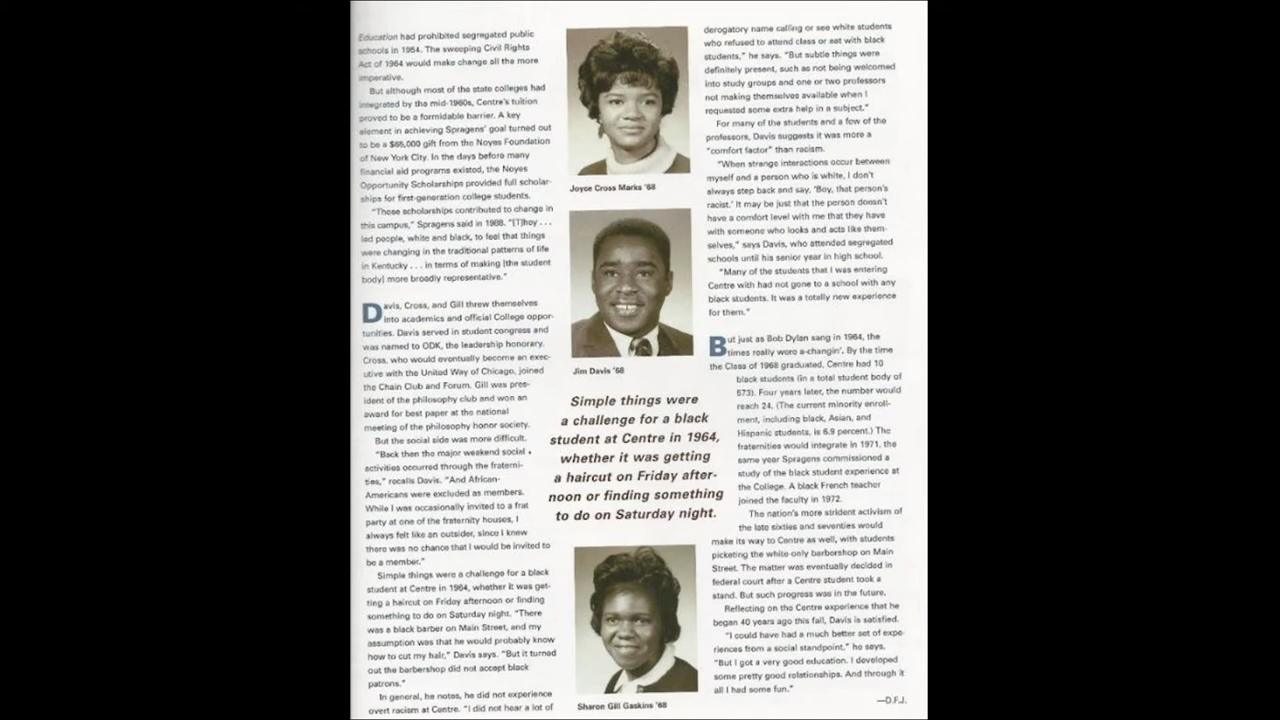 Education had prohibited segregated public
schools in 1954. The sweeping Civil Rights
Act of 1964 would make change all the more
imperative.
But although most of the state colleges had
integrated by the mid-1960s, Centre's tuition
proved to be a formidable barrier. A key
element in achieving Spragens' goal turned out
to be a $65,000 gift from the Noyes Foundation
of New York City. In the days before many
financial aid programs existed, the Noyes
Opportunity Scholarships provided full scholar-
ships for first-generation college students.
"Those scholarships contributed to change in
this campus," Spragens said in 1988. "[T]hey . . .
led people, white and black, to feel that things
were changing in the traditional patterns of life
in Kentucky . . . in terms of making [the student
body] more broadly representative."
Davis, Cross, and Gill threw themselves
into academics and official College oppor-
tunities. Davis served in student congress and
was named to ODK, the leadership honorary.
Cross, who would eventually become an exec-
utive with the United Way of Chicago, joined
the Chain Club and Forum. Gill was pres-
ident of the philosophy club and won an
award for best paper at the national
meeting of the philosophy honor society.
But the social side was more difficult.
"Back then the major weekend social
activities occurred through the fraterni-
ties," recalls Davis. "And African-
Americans were excluded as members.
While I was occasionally invited to a frat
party at one of the fraternity houses, I
always felt like an outsider, since I knew
there was no chance that I would be invited to
be a member."
Simple things were a challenge for a black
student at Centre in 1964, whether it was get-
ting a haircut on Friday afternoon or finding
something to do on Saturday night. "There
was a black barber on Main Street, and my
assumption was that he would probably know
how to cut my hair," Davis says. "But it turned
out the barbershop did not accept black
patrons."
In general, he notes, he did not experience
overt racism at Centre. "I did not hear a lot of
Joyce Cross Marks '68
Jim Davis '68
Simple things were
a challenge for a black
student at Centre in 1964,
whether it was getting
a haircut on Friday after-
noon or finding something
to do on Saturday night.
Sharon Gill Gaskins '68
derogatory name calling or see white students
who refused to attend class or eat with black
students," he says. "But subtle things were
definitely present, such as not being welcomed
into study groups and one or two professors
not making themselves available when I
requested some extra help in a subject."
For many of the students and a few of the
professors, Davis suggests it was more a
"comfort factor" than racism.
"When strange interactions occur between
myself and a person who is white, I don't
always step back and say, 'Boy, that person's
racist.' It may be just that the person doesn't
have a comfort level with me that they have
with someone who looks and acts like them-
selves," says Davis, who attended segregated
schools until his senior year in high school.
"Many of the students that I was entering
Centre with had not gone to a school with any
black students. It was a totally new experience
for them."
But just as Bob Dylan sang in 1964, the
times really were a-changin'. By the time
the Class of 1968 graduated, Centre had 10
black students (in a total student body of
573). Four years later, the number would
reach 24. (The current minority enroll-
ment, including black, Asian, and
Hispanic students, is 6.9 percent.) The
fraternities would integrate in 1971, the
same year Spragens commissioned a
study of the black student experience at
the College. A black French teacher
joined the faculty in 1972.
The nation's more strident activism of
the late sixties and seventies would
make its way to Centre as well, with students
picketing the white-only barbershop on Main
Street. The matter was eventually decided in
federal court after a Centre student took a
stand. But such progress was in the future.
Reflecting on the Centre experience that he
began 40 years ago this fall, Davis is satisfied.
"I could have had a much better set of expe-
riences from a social standpoint," he says.
"But I got a very good education. I developed
some pretty good relationships. And through it
all I had some fun."
—D.F.J.